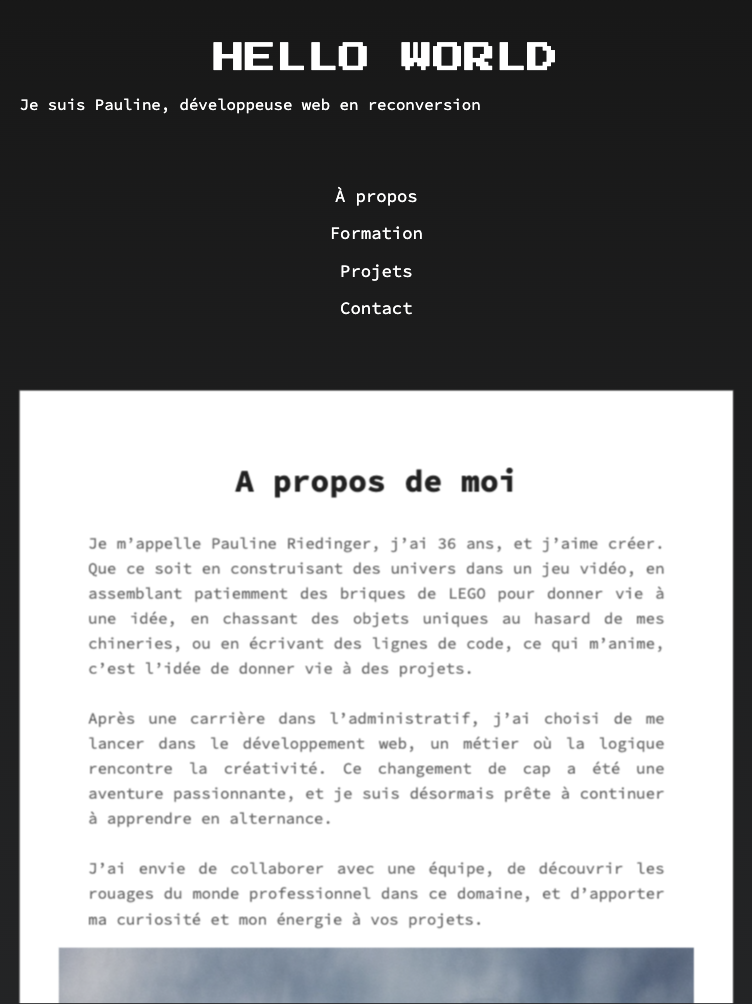 HELLO WORLD
Je suis Pauline, développeuse web en reconversion
À propos
Formation
Projets
Contact
A propos de moi
Je m’appelle Pauline Riedinger, j’ai 36 ans, et j’aime créer.
Que ce soit en construisant des univers dans un jeu vidéo, en
assemblant patiemment des briques de LEGO pour donner vie à
une idée, en chassant des objets uniques au hasard de mes
chineries, ou en écrivant des lignes de code, ce qui m’anime,
c’est l’idée de donner vie à des projets.
Après une carrière dans l’administratif, j’ai choisi de me
lancer dans le développement web, un métier où la logique
rencontre la créativité. Ce changement de cap a été une
aventure passionnante, et je suis désormais prête à continuer
à apprendre en alternance.
J’ai envie de collaborer avec une équipe, de découvrir les
rouages du monde professionnel dans ce domaine, et d’apporter
ma curiosité et mon énergie à vos projets.